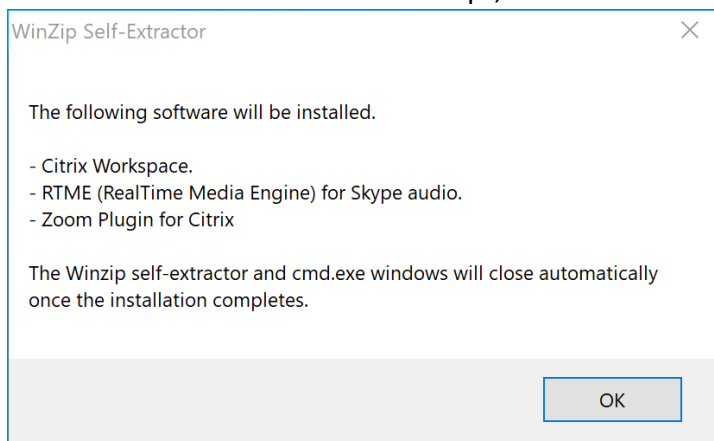 WinZip Self-Extractor
The following software will be installed.
- Citrix Workspace.
- RTME (RealTime Media Engine) for Skype audio.
- Zoom Plugin for Citrix
The Winzip self-extractor and cmd.exe windows will close automatically
once the installation completes.
OK